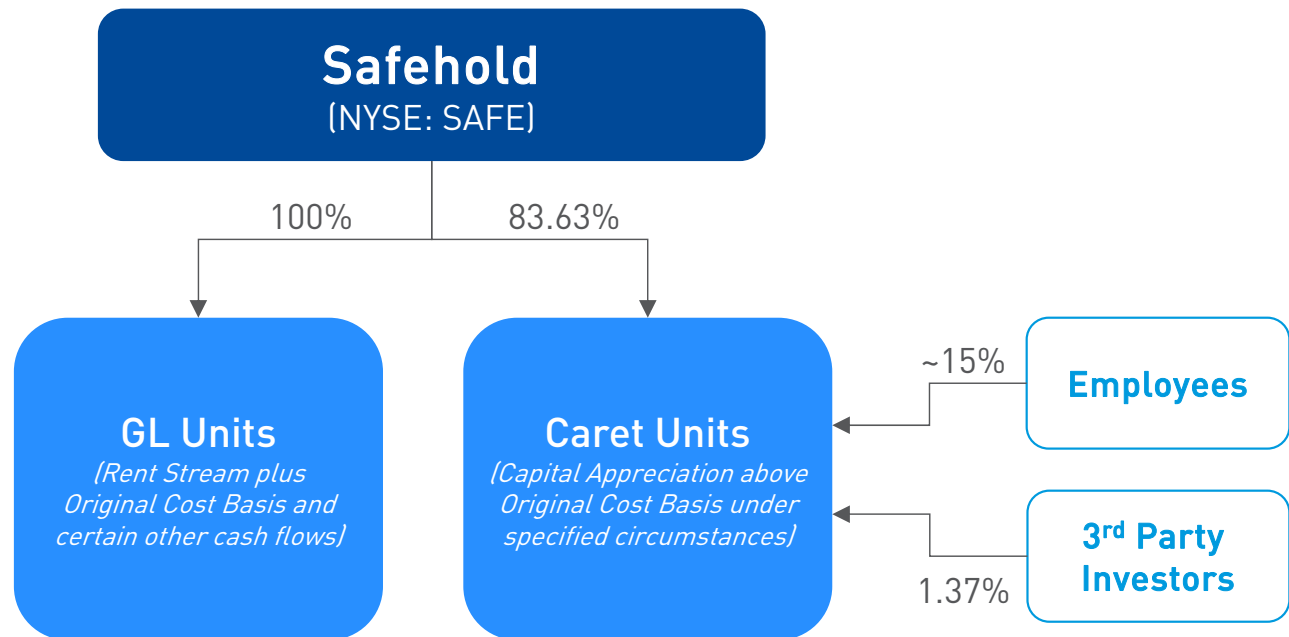 Safehold
(NYSE: SAFE)
100%
83.63%
GL Units
(Rent Stream plus
Original Cost Basis and
certain other cash flows)
Caret Units
(Capital Appreciation above
Original Cost Basis under
specified circumstances)
~15%
Employees
1.37%
3rd Party
Investors